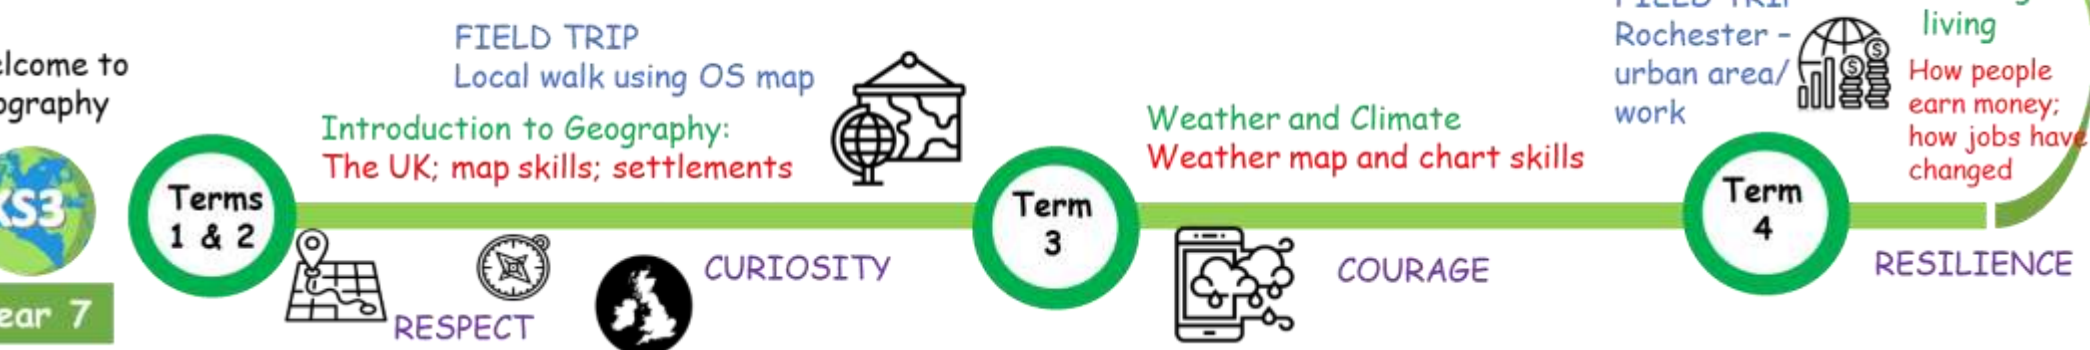 to
Terms
1 & 2
FIELD TRIP
Local walk using OS map
Introduction to Geography:
The UK; map skills; settlements
RESPECT
CURIOSITY
Term
3
Weather and Climate
Weather map and chart skills
COURAGE
Rochester -
urban area/
work
Term
4
living
How people
earn money;
how jobs have
changed
RESILIENCE
7